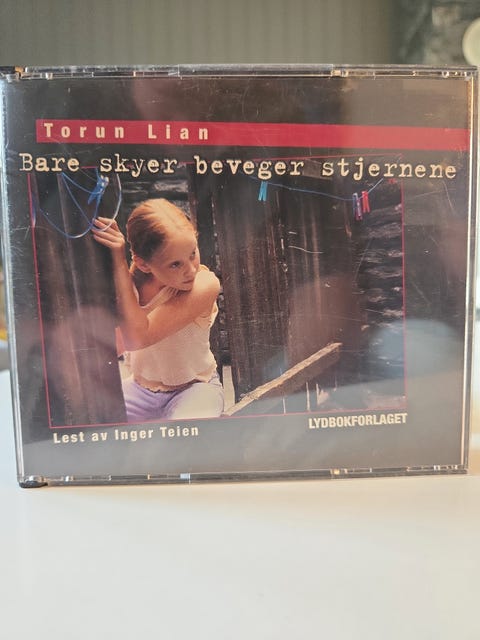 Torun Lian
Bare skyer beveger stjernene
Lest av Inger Teien
LYDBOKFORLAGET